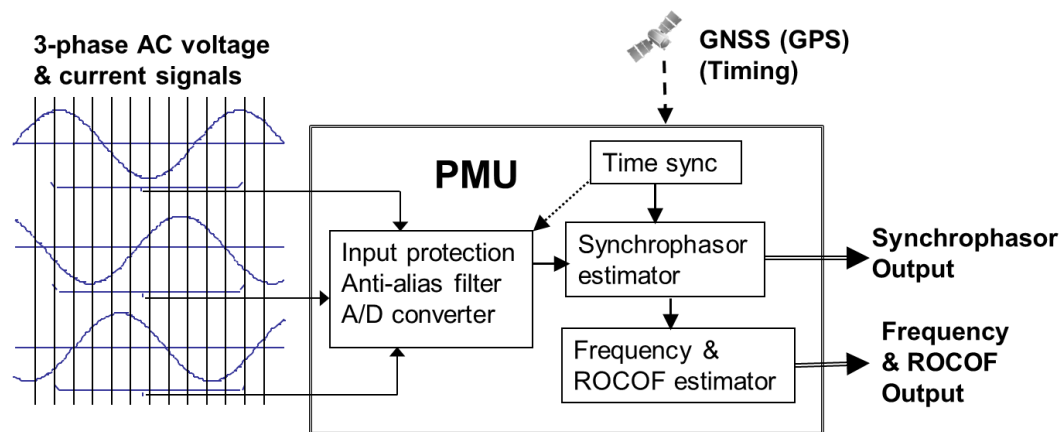 3-phase AC voltage
& current signals
GNSS (GPS)
(Timing)
PMU
Time sync
Input protection
Anti-alias filter
A/D converter
Synchrophasor
estimator
Synchrophasor
Output
Frequency &
ROCOF estimator
Frequency
& ROCOF
Output